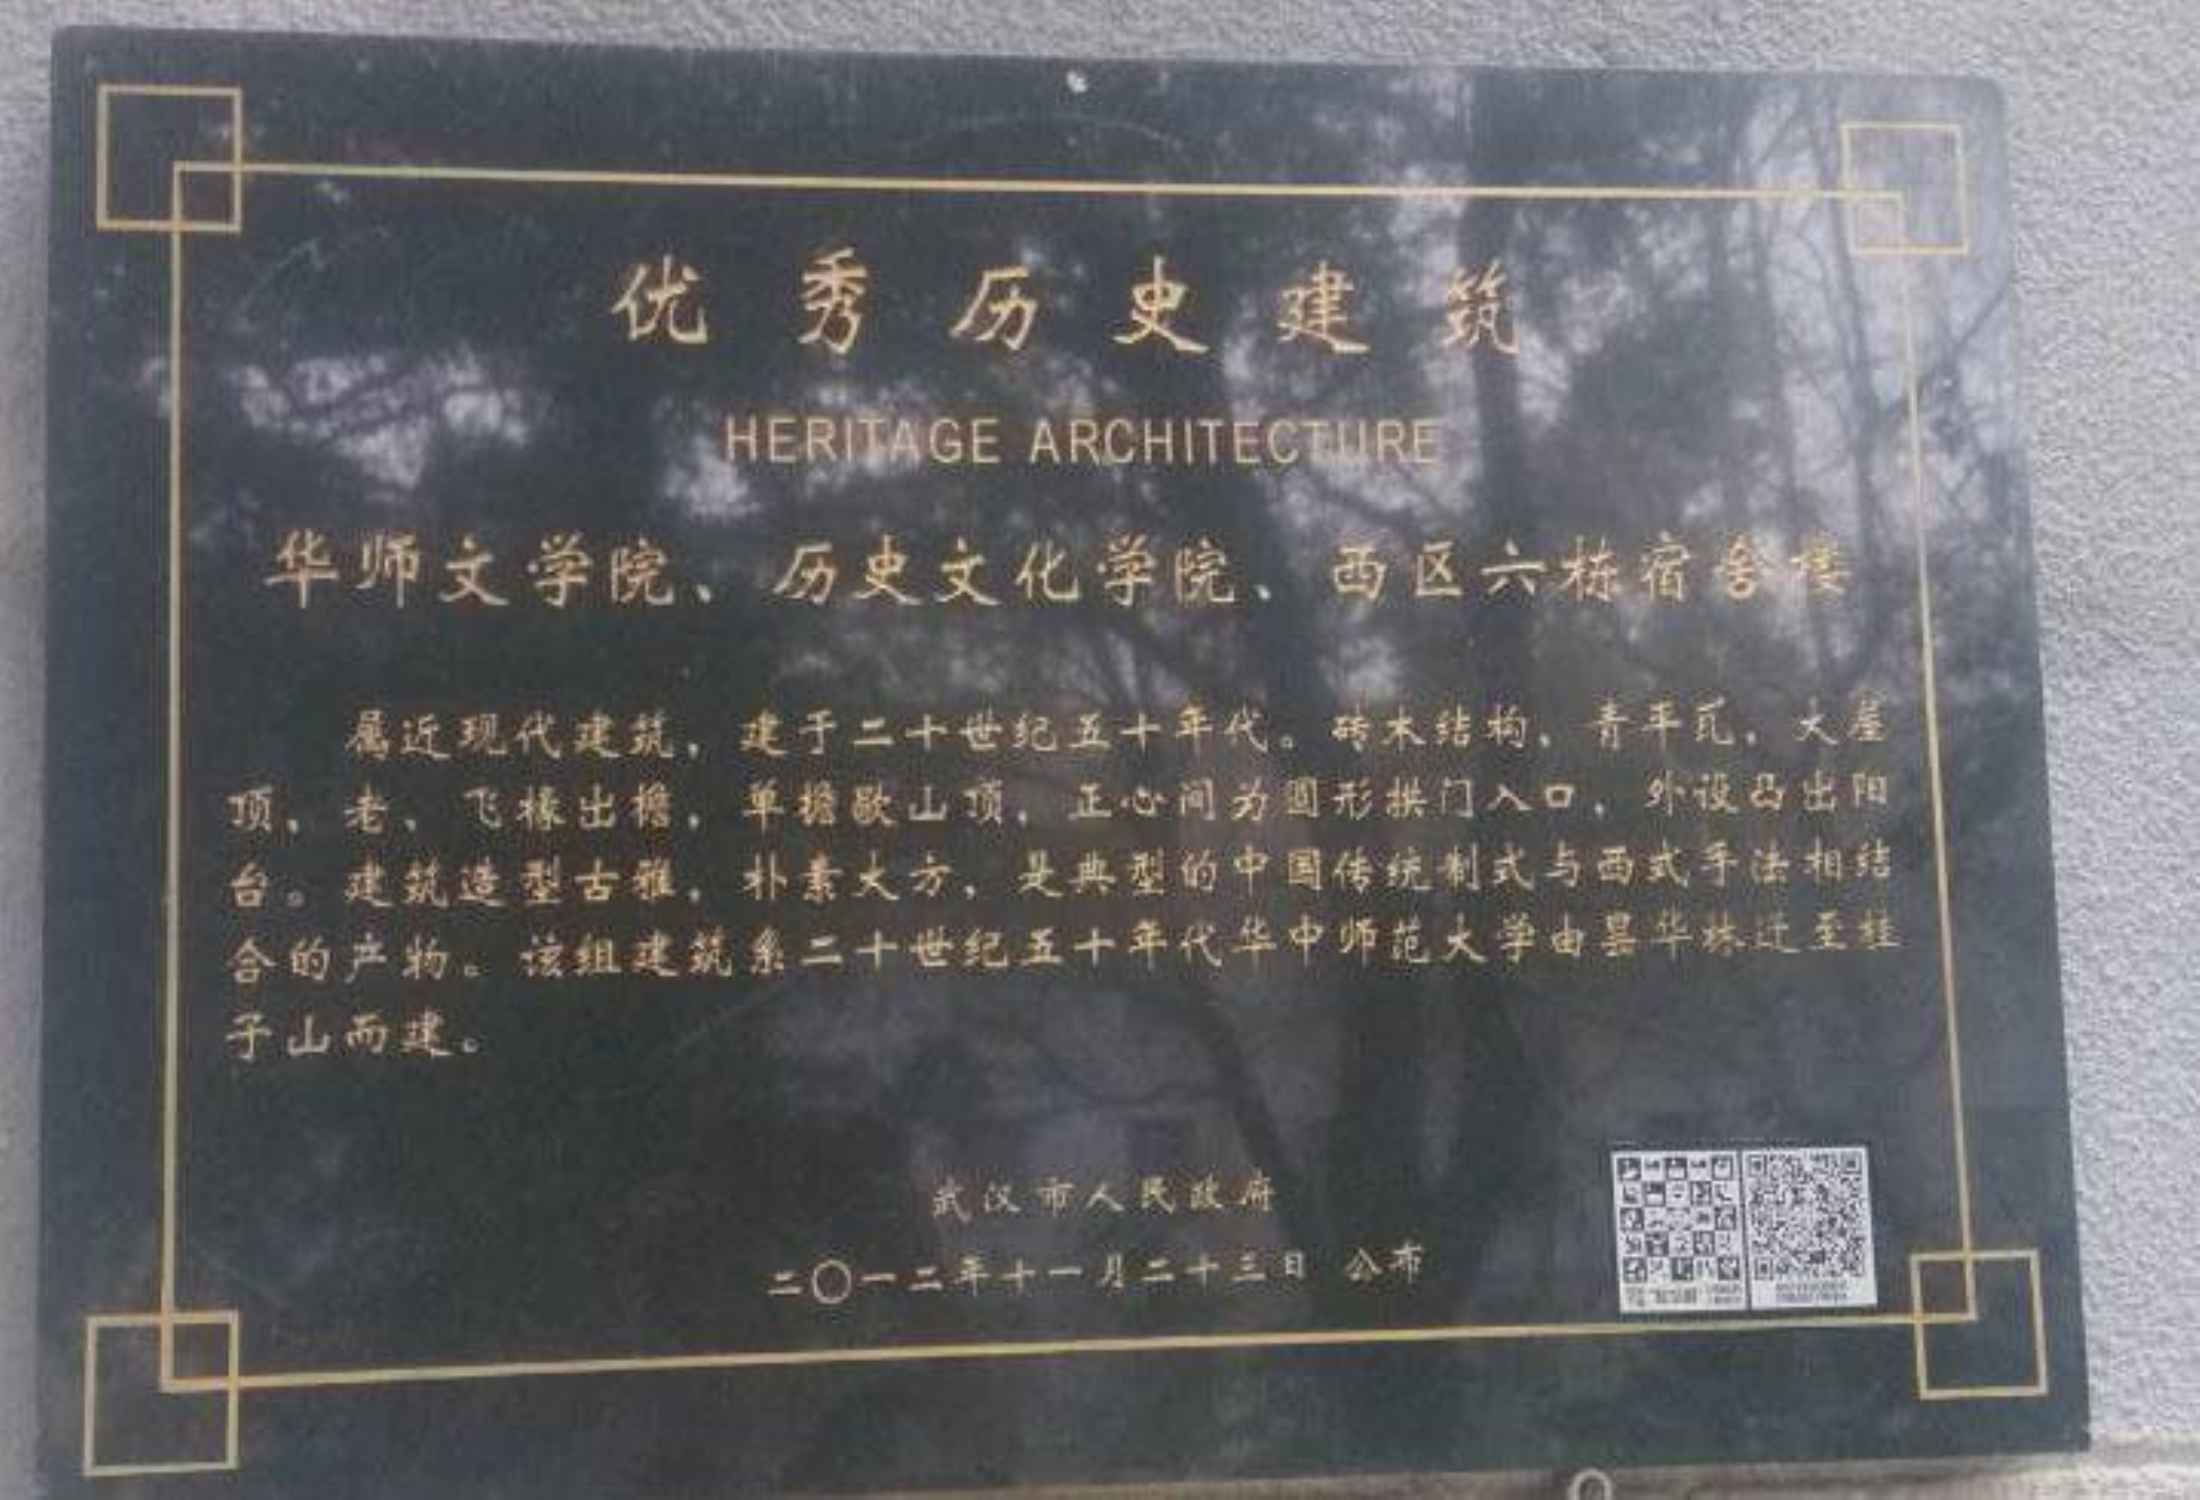 优秀历史建筑
HERITAGE ARCHITECTURE
华师文学院、历史文化学院、西区六栋宿舍楼
属近现代建筑，建于二十世纪五十年代。砖木结构，青平瓦，大屋
顶，老、飞椽出檐，单檐歇山顶，正心间为圆形拱门入口，外设凸出阳
台。建筑造型古雅，朴素大方，是典型的中国传统制式与西式手法相结
合的产物。该组建筑系二十世纪五十年代华中师范大学由昙华林迁至桂
子山而建。
武汉市人民政府
二〇一二年十一月二十三日 公布